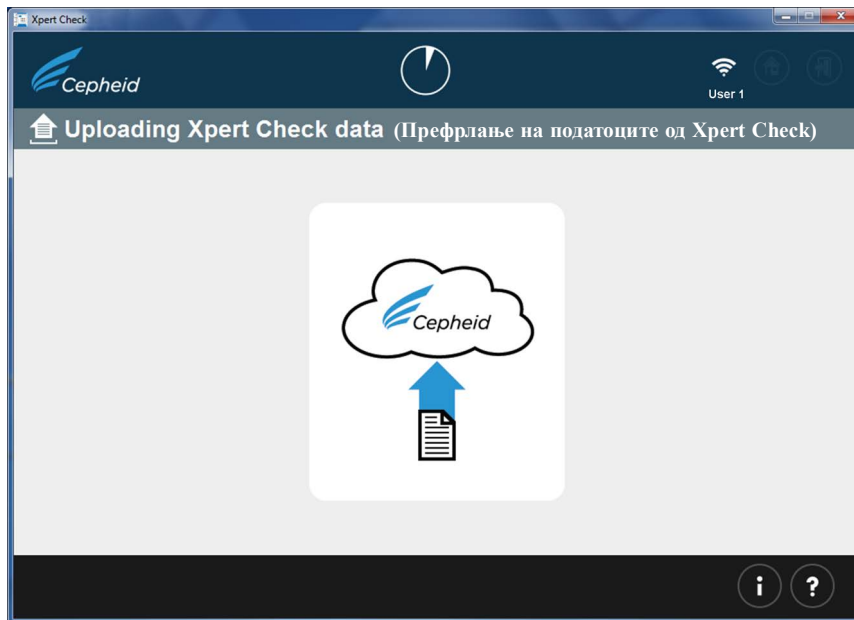 Xpert Check
Cepheid
User 1
Uploading Xpert Check data (Префрлање на податоците од Xpert Check)
Cepheid
i ?